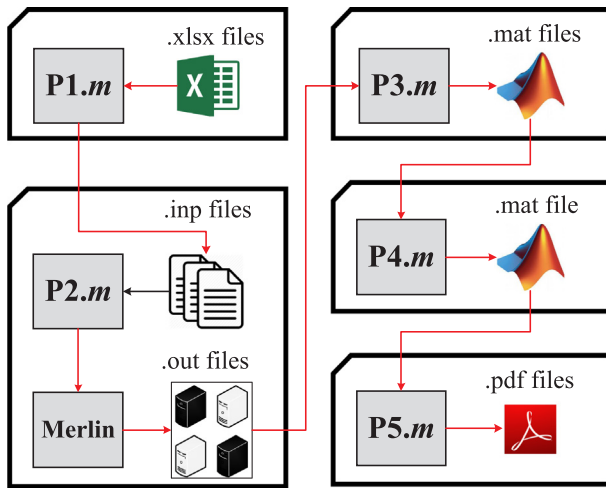 .xlsx files
P1.m
X
.inp files
P2.m
.out files
Merlin
.mat files
P3.m
.mat file
P4.m
.pdf files
P5.m